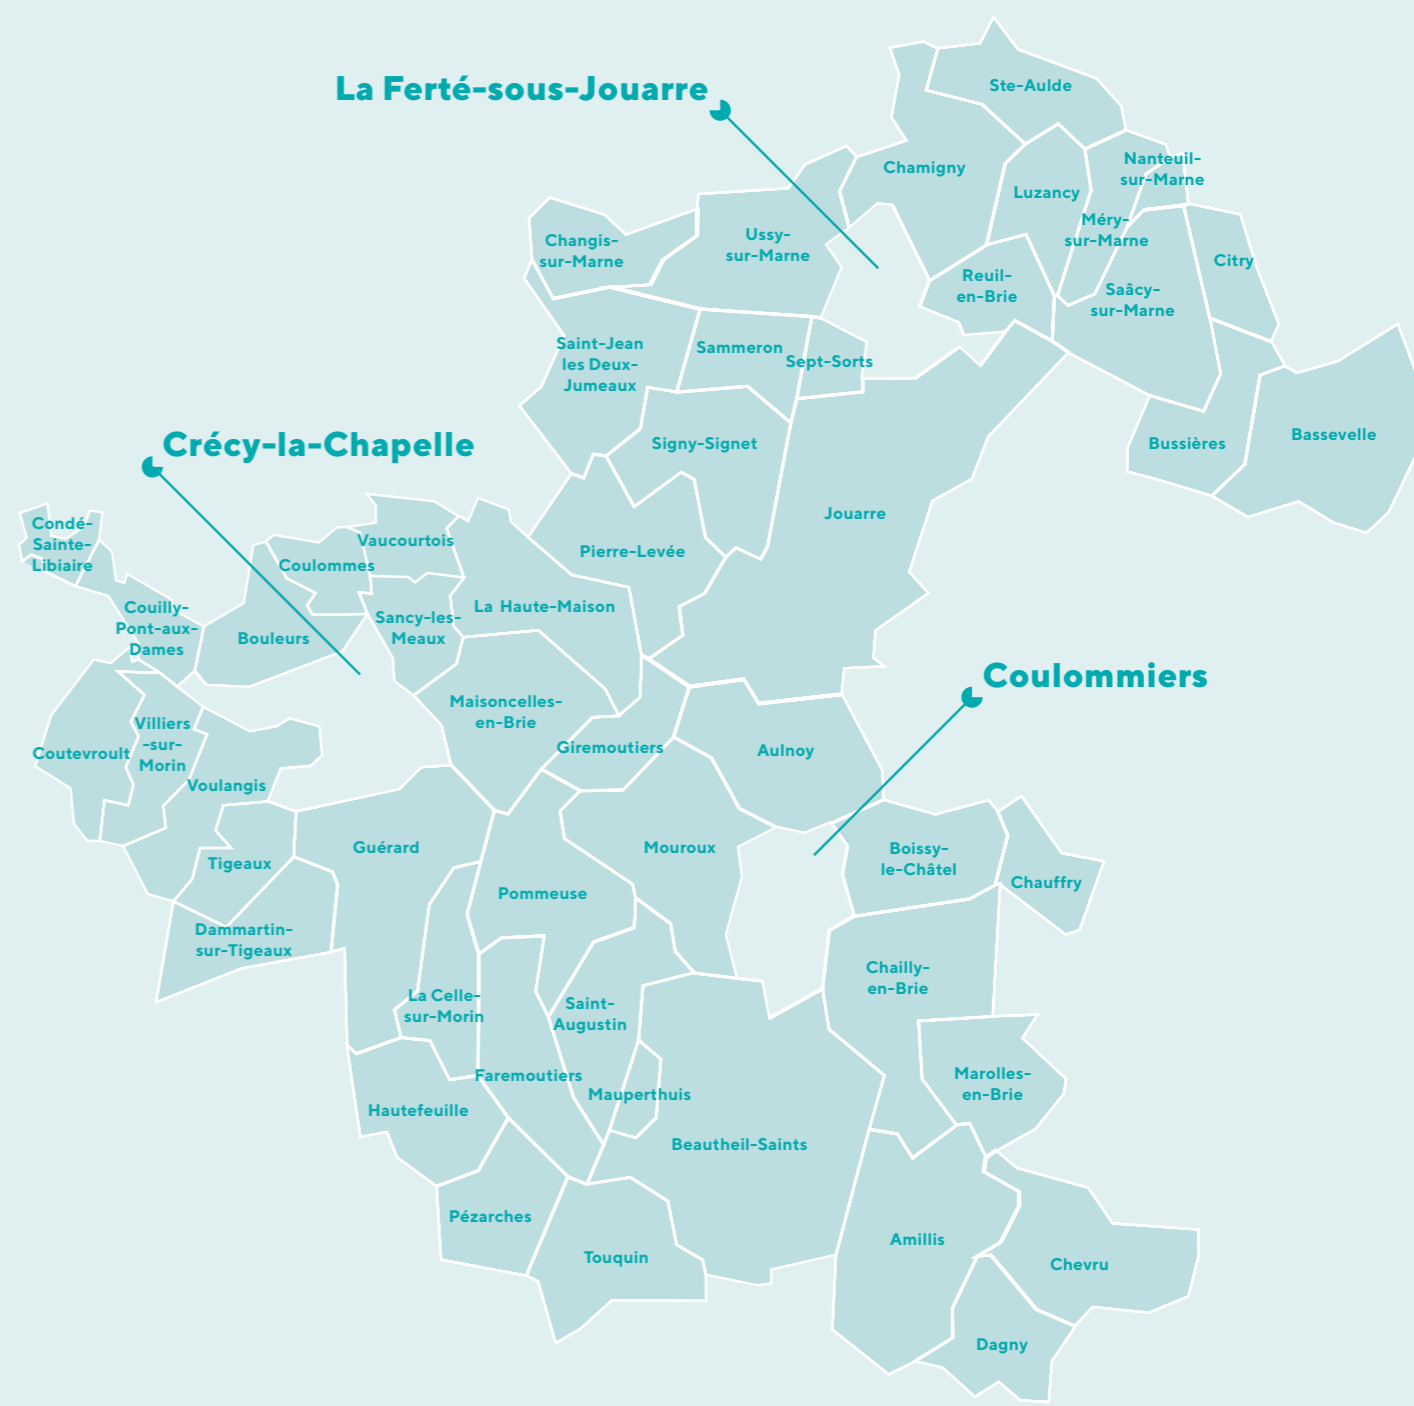 La Ferté-sous-Jouarre
Ste-Aulde
Chamigny
Nanteuil-
sur-Marne
Luzancy
Méry-
sur-Marne
Changis-
sur-Marne
Ussy-
sur-Marne
Citry
Reuil-
en-Brie
Saâcy-
sur-Marne
Saint-Jean
les Deux-
Jumeaux
Sammeron
Sept-Sorts
Signy-Signet
Bussières
Bassevelle
Crécy-la-Chapelle
Jouarre
Condé-
Sainte-
Libiaire
Vaucourtois
Coulommes
Pierre-Levée
Couilly-
Pont-aux-
Dames
Bouleurs
Sancy-les-
Meaux
La Haute-Maison
Coulommiers
Maisoncelles-
en-Brie
Coutevroult
Villiers
-sur-
Morin
Giremoutiers
Aulnoy
Voulangis
Tigeaux
Guérard
Mouroux
Boissy-
le-Châtel
Chauffry
Pommeuse
Dammartin-
sur-Tigeaux
Chailly-
en-Brie
La Celle-
sur-Morin
Saint-
Augustin
Faremoutiers
Mauperthuis
Marolles-
en-Brie
Hautefeuille
Beautheil-Saints
Pézarches
Touquin
Amillis
Chevru
Dagny